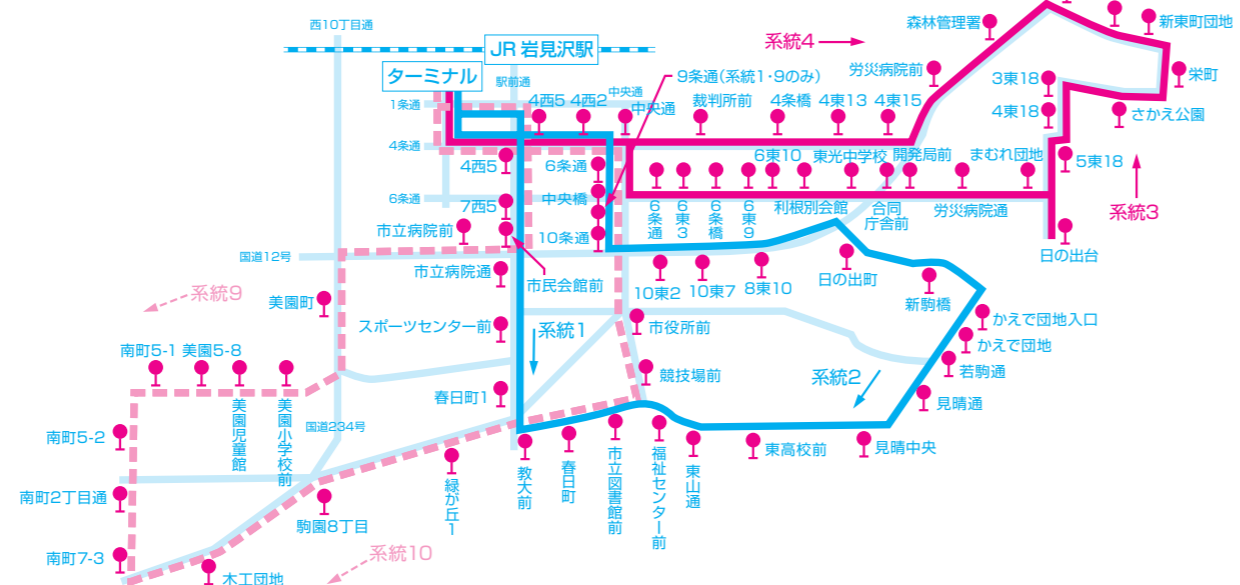 森林管理署
新東町団地
西10丁目通
系統4
JR 岩見沢駅
ターミナル
駅前通
9条通(系統1・9のみ)
労災病院前
3東18
栄町
1条通
4西5
4西2
中央通
中央通
裁判所前
4条橋
4東13
4東15
4東18
さかえ公園
4条通
4西5
6条通
6東10
東光中学校
開発局前
まむれ団地
5東18
6条通
7西5
中央橋
6条通
6東3
6条橋
6東9
利根別会館
合同
庁舎前
労災病院通
系統3
市立病院前
10条通
日の出台
国道12号
市立病院通
市民会館前
10東2
10東7
8東10
日の出町
新駒橋
系統9
美園町
スポーツセンター前
系統1
市役所前
かえで団地入口
かえで団地
南町5-1
美園5-8
競技場前
系統2
若駒通
春日町1
見晴通
美園児童館
美園小学校前
南町5-2
国道234号
緑が丘1
教大前
春日町
市立図書館前
福祉センター前
東山通
東高校前
見晴中央
南町2丁目通
駒園8丁目
南町7-3
木工団地
系統10